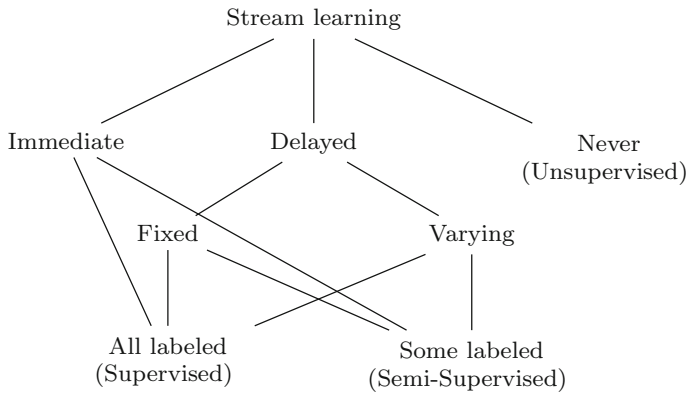 Stream learning
Immediate
Delayed
Never
(Unsupervised)
Fixed
Varying
All labeled
(Supervised)
Some labeled
(Semi-Supervised)